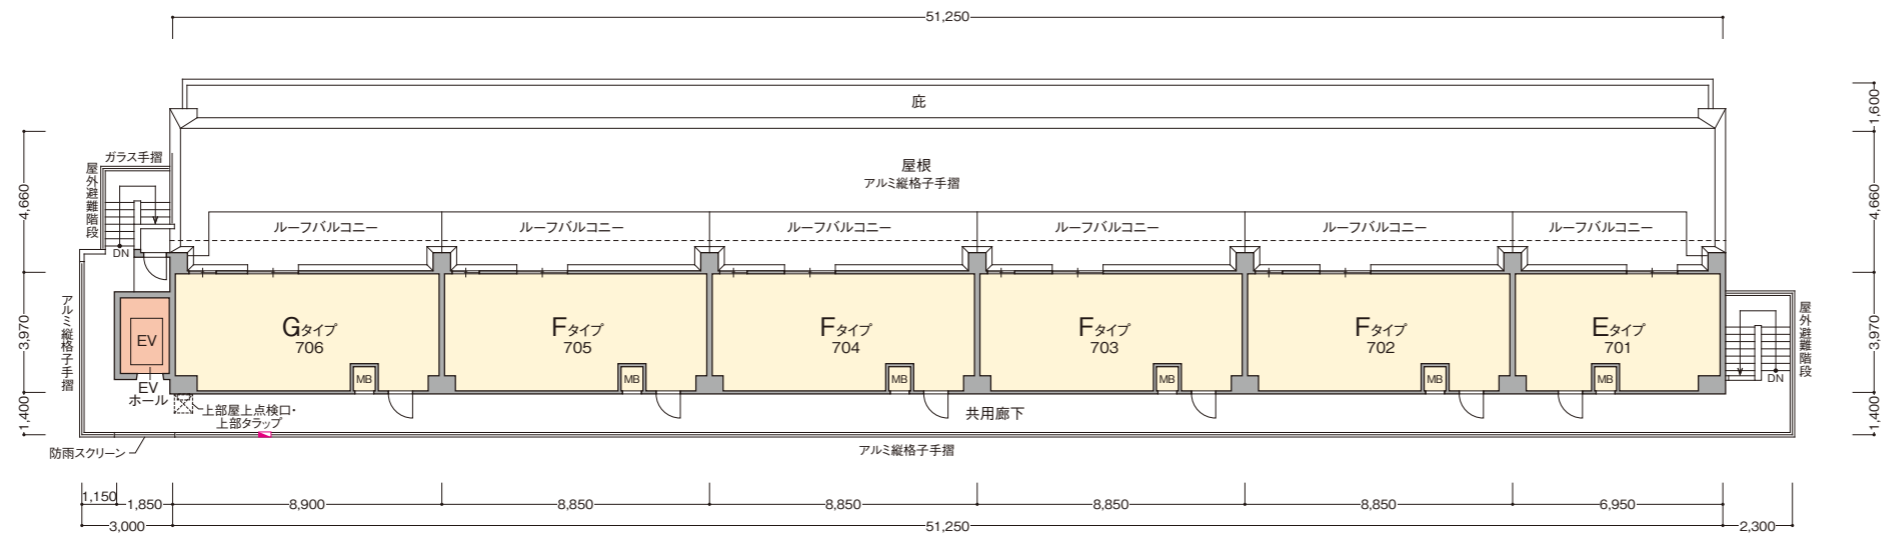 51,250
1,600
庇
ガラス手摺
屋外避難階段
屋根
アルミ縦格子手摺
4,660
4,660
ルーフバルコニー
ルーフバルコニー
ルーフバルコニー
ルーフバルコニー
ルーフバルコニー
ルーフバルコニー
DN
アルミ縦格子手摺
3,970
EV
EV
ホール
Gタイプ
706
Fタイプ
705
Fタイプ
704
Fタイプ
703
Fタイプ
702
Eタイプ
701
屋外避難階段
3,970
DN
MB
MB
MB
MB
MB
MB
1,400
上部屋上点検口・
上部タラップ
共用廊下
1,400
防雨スクリーン
アルミ縦格子手摺
1,150
1,850
8,900
8,850
8,850
8,850
8,850
6,950
3,000
51,250
2,300